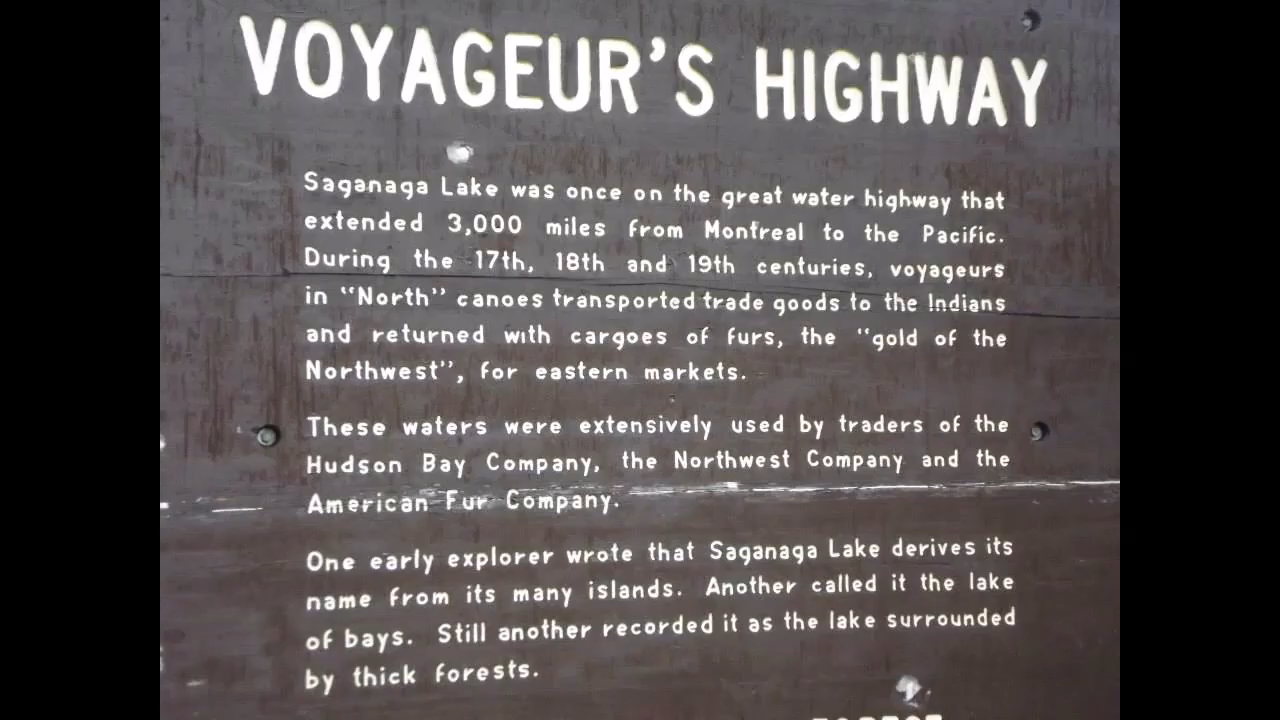 VOYAGEUR'S HIGHWAY
Saganaga Lake was once on the great water highway that
extended 3,000 miles from Montreal to the Pacific.
During the 17th, 18th and 19th centuries, voyageurs
in "North" canoes transported trade goods to the Indians
and returned with cargoes of furs, the "gold of the
Northwest", for eastern markets.
These waters were extensively used by traders of the
Hudson Bay Company, the Northwest Company and the
American Fur Company.
One early explorer wrote that Saganaga Lake derives its
name from its many islands. Another called it the lake
of bays. Still another recorded it as the lake surrounded
by thick forests.